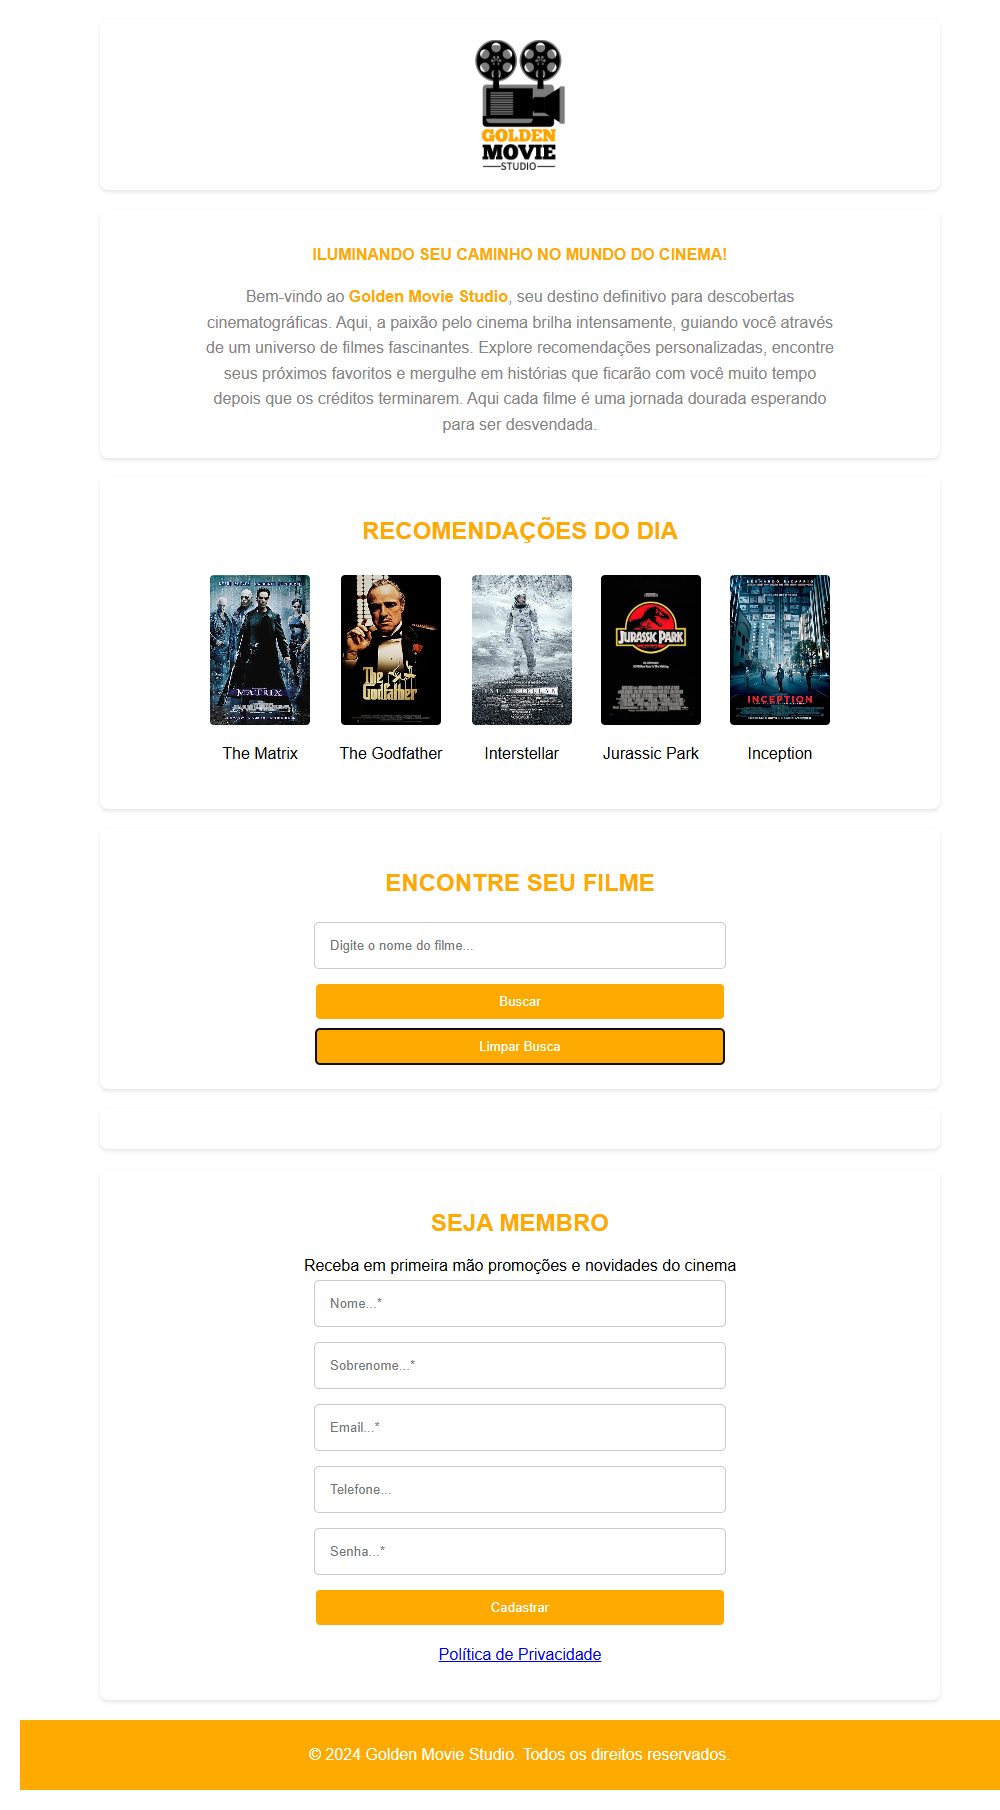 GOLDEN
MOVIE
STUDIO
ILUMINANDO SEU CAMINHO NO MUNDO DO CINEMA!
Bem-vindo ao Golden Movie Studio, seu destino definitivo para descobertas
cinematográficas. Aqui, a paixão pelo cinema brilha intensamente, guiando você através
de um universo de filmes fascinantes. Explore recomendações personalizadas, encontre
seus próximos favoritos e mergulhe em histórias que ficarão com você muito tempo
depois que os créditos terminarem. Aqui cada filme é uma jornada dourada esperando
para ser desvendada.
RECOMENDAÇÕES DO DIA
MATRIX
The
Godfather
INTERSTELLAR
JURASSIC PARK
INCEPTION
The Matrix
The Godfather
Interstellar
Jurassic Park
Inception
ENCONTRE SEU FILME
Digite o nome do filme...
Buscar
Limpar Busca
SEJA MEMBRO
Receba em primeira mão promoções e novidades do cinema
Nome...*
Sobrenome...*
Email...*
Telefone...
Senha...*
Cadastrar
Política de Privacidade
© 2024 Golden Movie Studio. Todos os direitos reservados.